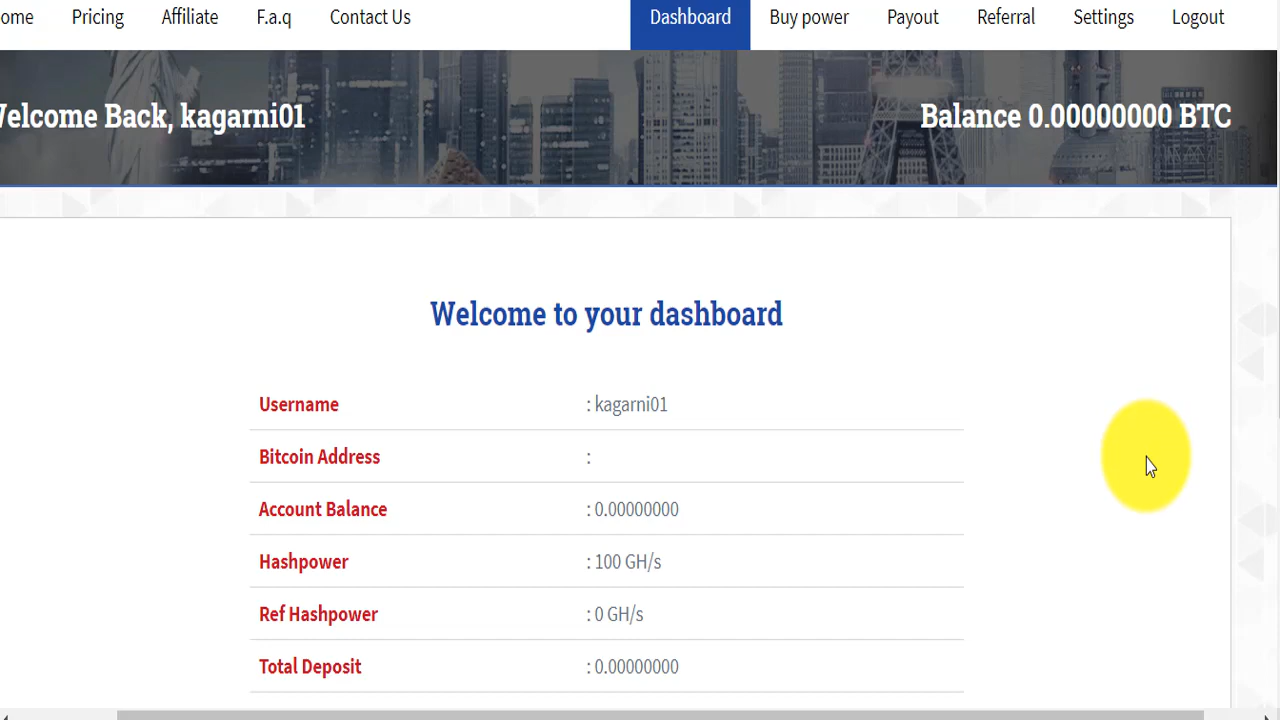 ome Pricing Affiliate F.a.q Contact Us Dashboard Buy power Payout Referral Settings Logout
Welcome Back, kagarni01 Balance 0.00000000 BTC
Welcome to your dashboard
Username : kagarni01
Bitcoin Address :
Account Balance : 0.00000000
Hashpower : 100 GH/s
Ref Hashpower : 0 GH/s
Total Deposit : 0.00000000